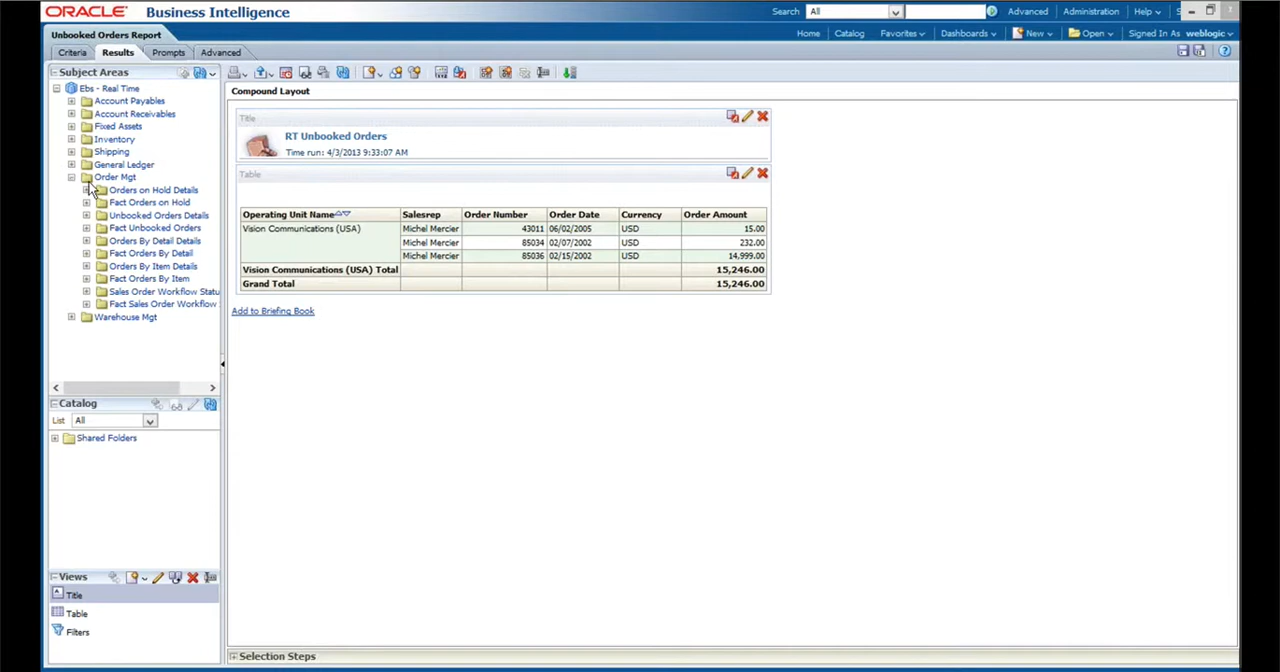 ORACLE Business Intelligence
Search All Advanced Administration Help
Unbooked Orders Report
Home Catalog Favorites Dashboards New Open Signed In As weblogic
Criteria Results Prompts Advanced
Subject Areas
Compound Layout
Ebs - Real Time
Account Payables
Account Receivables
Fixed Assets
Inventory
Shipping
General Ledger
Order Mgt
Orders on Hold Details
Fact Orders on Hold
Unbooked Orders Details
Fact Unbooked Orders
Orders By Detail Details
Fact Orders By Detail
Orders By Item Details
Fact Orders By Item
Sales Order Workflow Statu
Fact Sales Order Workflow
Warehouse Mgt
Title
RT Unbooked Orders
Time run: 4/3/2013 9:33:07 AM
Table
Operating Unit Name Salesrep Order Number Order Date Currency Order Amount
Vision Communications (USA) Michel Mercier 43011 06/02/2005 USD 15.00
Michel Mercier 85034 02/07/2002 USD 232.00
Michel Mercier 85036 02/15/2002 USD 14,999.00
Vision Communications (USA) Total 15,246.00
Grand Total 15,246.00
Add to Briefing Book
Catalog
List All
Shared Folders
Views
Title
Table
Filters
Selection Steps